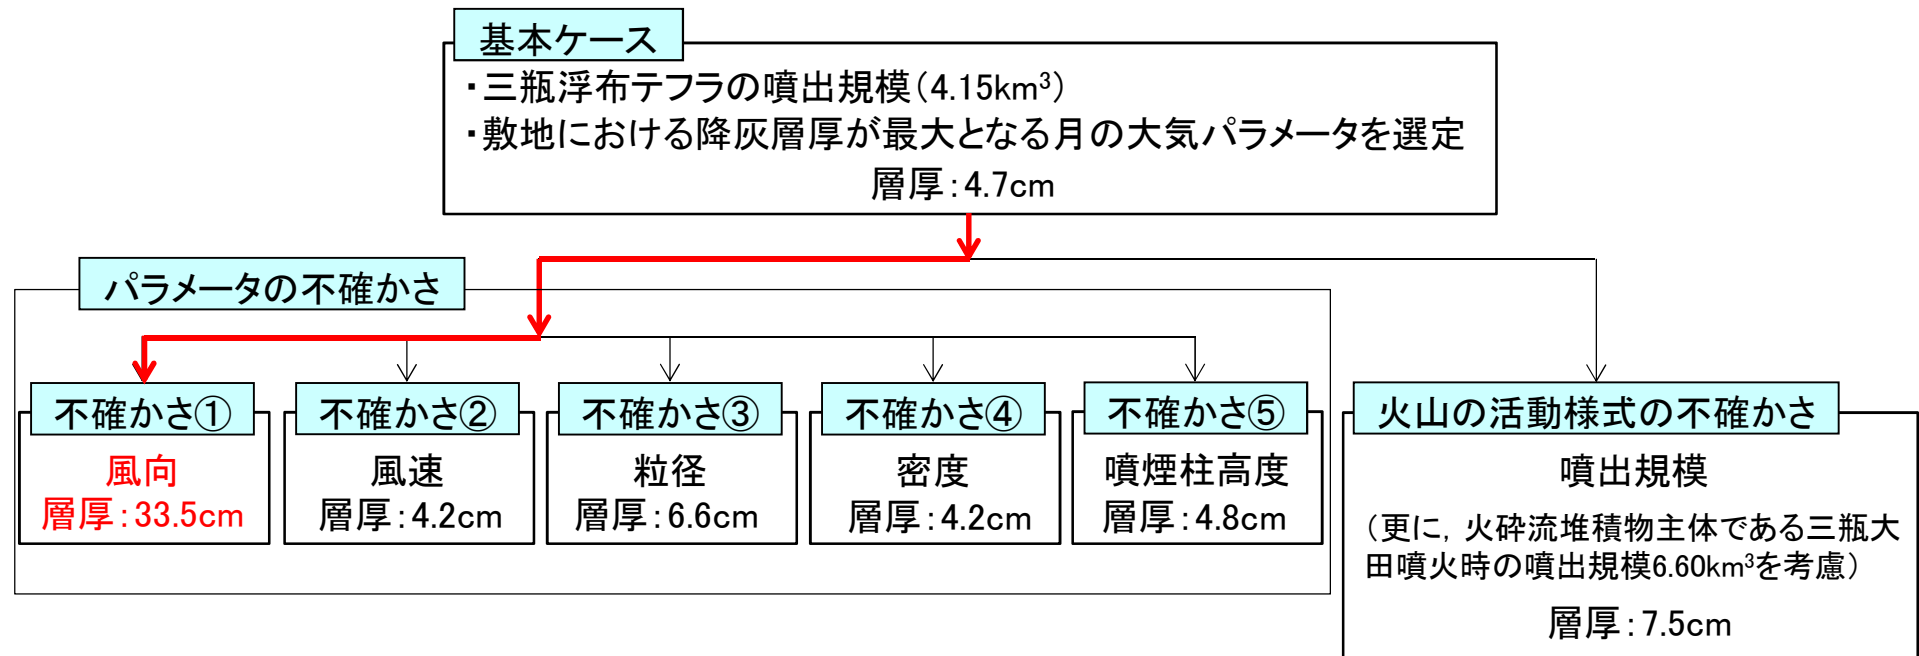 基本ケース
・三瓶浮布テフラの噴出規模(4.15km³)
・敷地における降灰層厚が最大となる月の大気パラメータを選定
層厚:4.7cm
パラメータの不確かさ
不確かさ①
風向
層厚:33.5cm
不確かさ②
風速
層厚:4.2cm
不確かさ③
粒径
層厚:6.6cm
不確かさ④
密度
層厚:4.2cm
不確かさ⑤
噴煙柱高度
層厚:4.8cm
火山の活動様式の不確かさ
噴出規模
(更に,火砕流堆積物主体である三瓶大
田噴火時の噴出規模6.60km³を考慮)
層厚:7.5cm